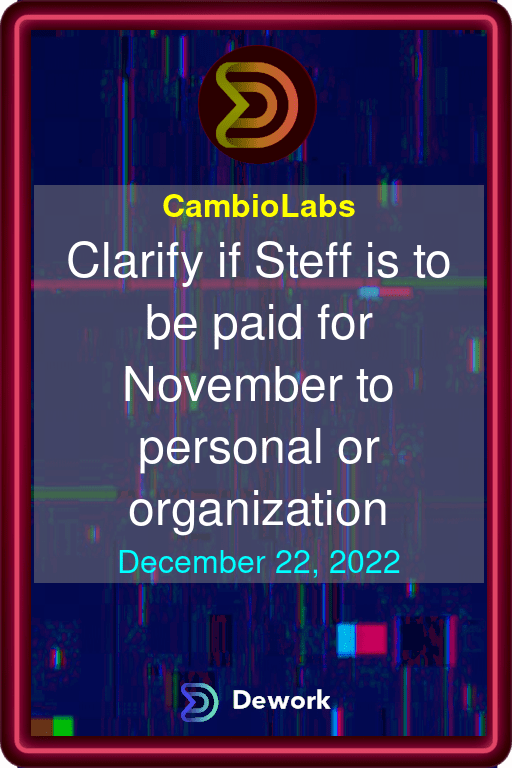 CambioLabs
Clarify if Steff is to
be paid for
November to
personal or
organization
December 22, 2022
Dework